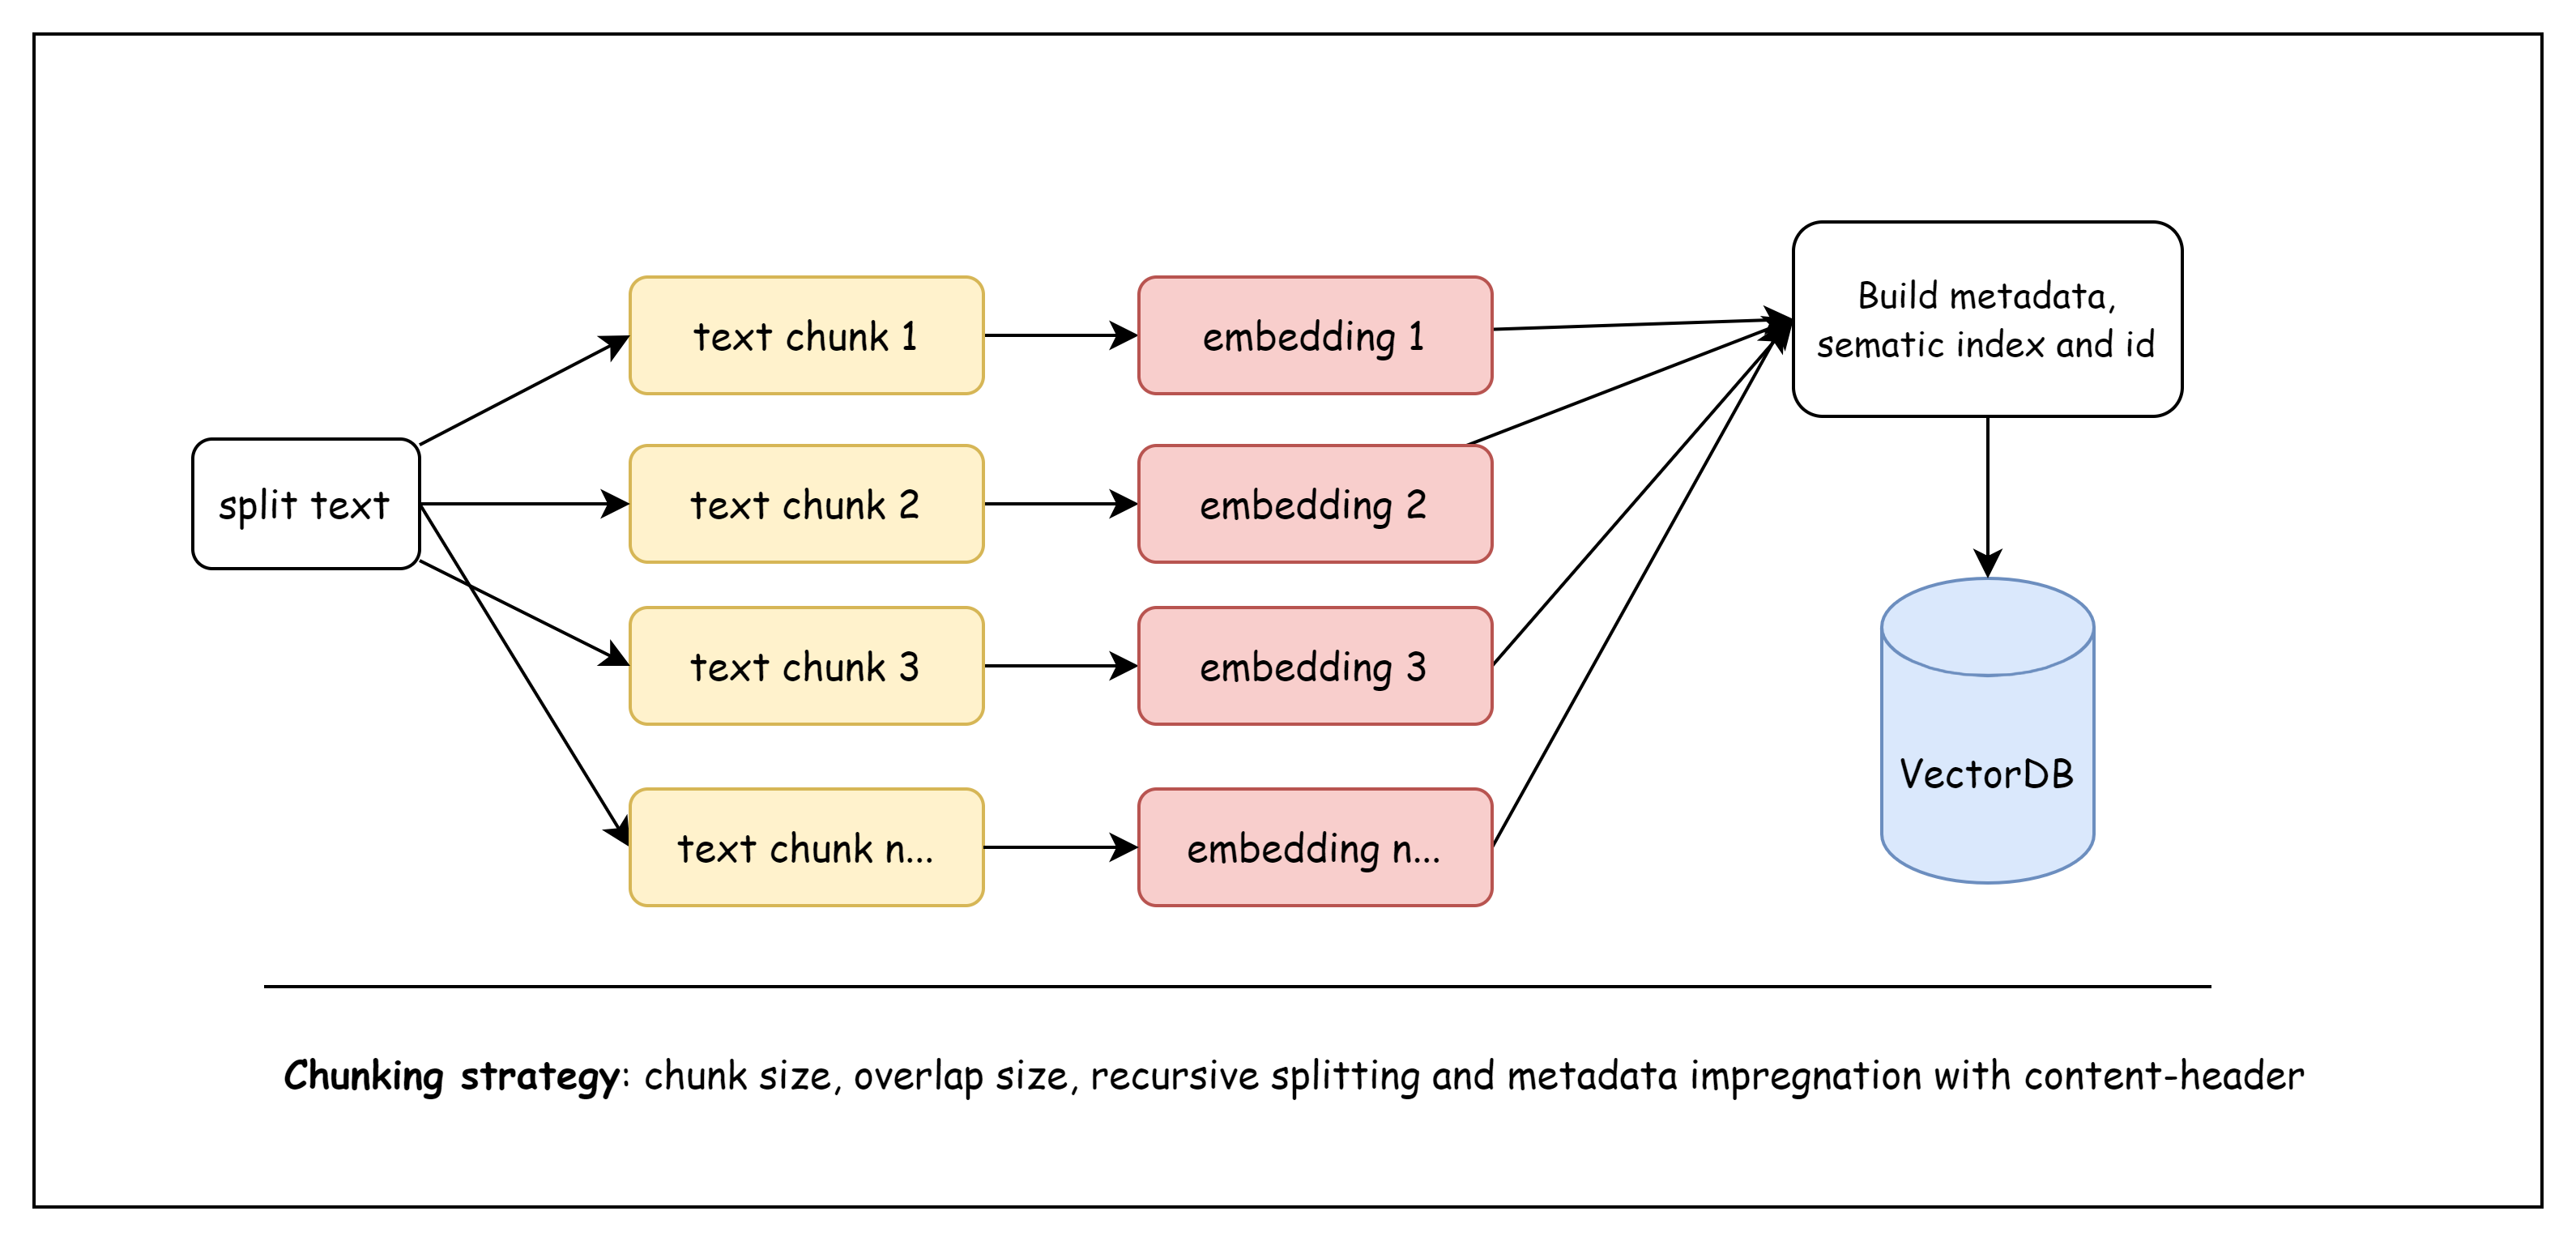 split text
text chunk 1
text chunk 2
text chunk 3
text chunk n...
embedding 1
embedding 2
embedding 3
embedding n...
Build metadata,
sematic index and id
VectorDB
Chunking strategy: chunk size, overlap size, recursive splitting and metadata impregnation with content-header